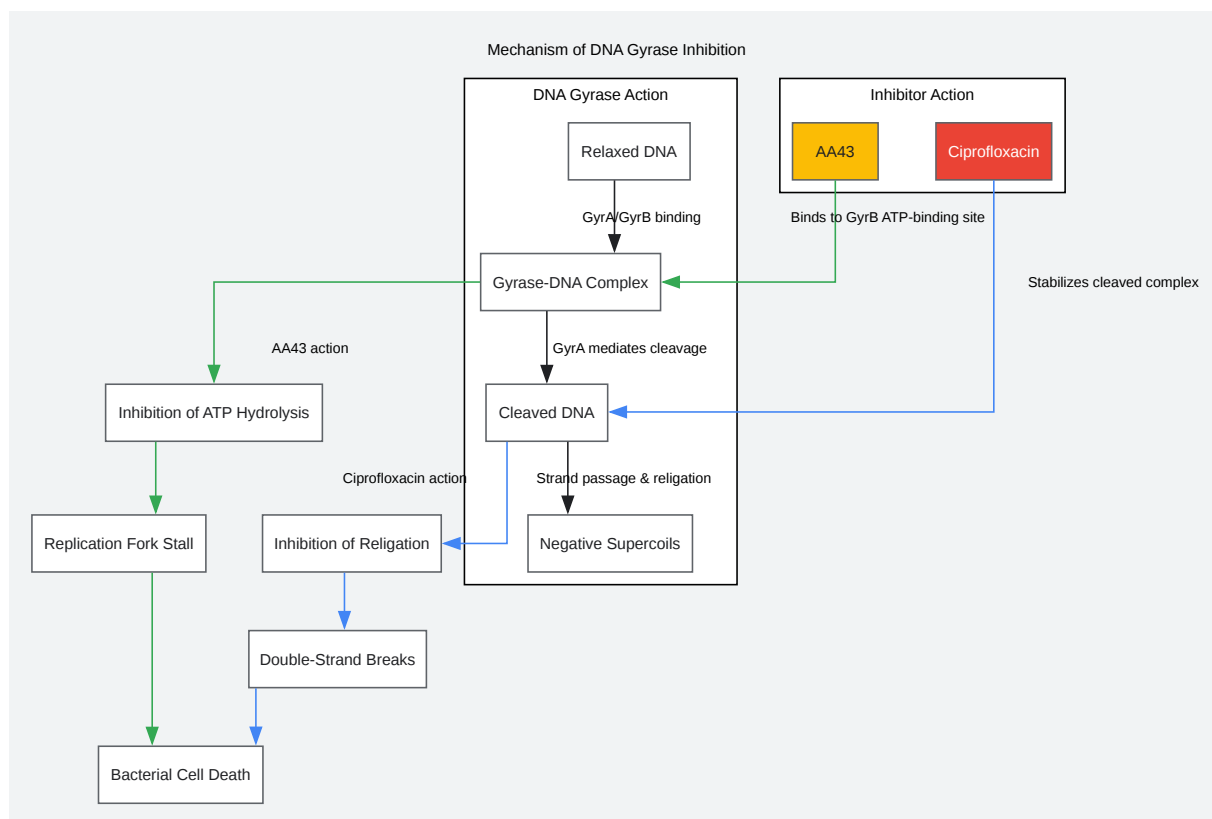 Mechanism of DNA Gyrase Inhibition
DNA Gyrase Action
Inhibitor Action
Relaxed DNA
AA43
Ciprofloxacin
GyrA/GyrB binding
Binds to GyrB ATP-binding site
Gyrase-DNA Complex
Stabilizes cleaved complex
AA43 action
GyrA mediates cleavage
Inhibition of ATP Hydrolysis
Cleaved DNA
Ciprofloxacin action
Strand passage & religation
Replication Fork Stall
Inhibition of Religation
Negative Supercoils
Double-Strand Breaks
Bacterial Cell Death